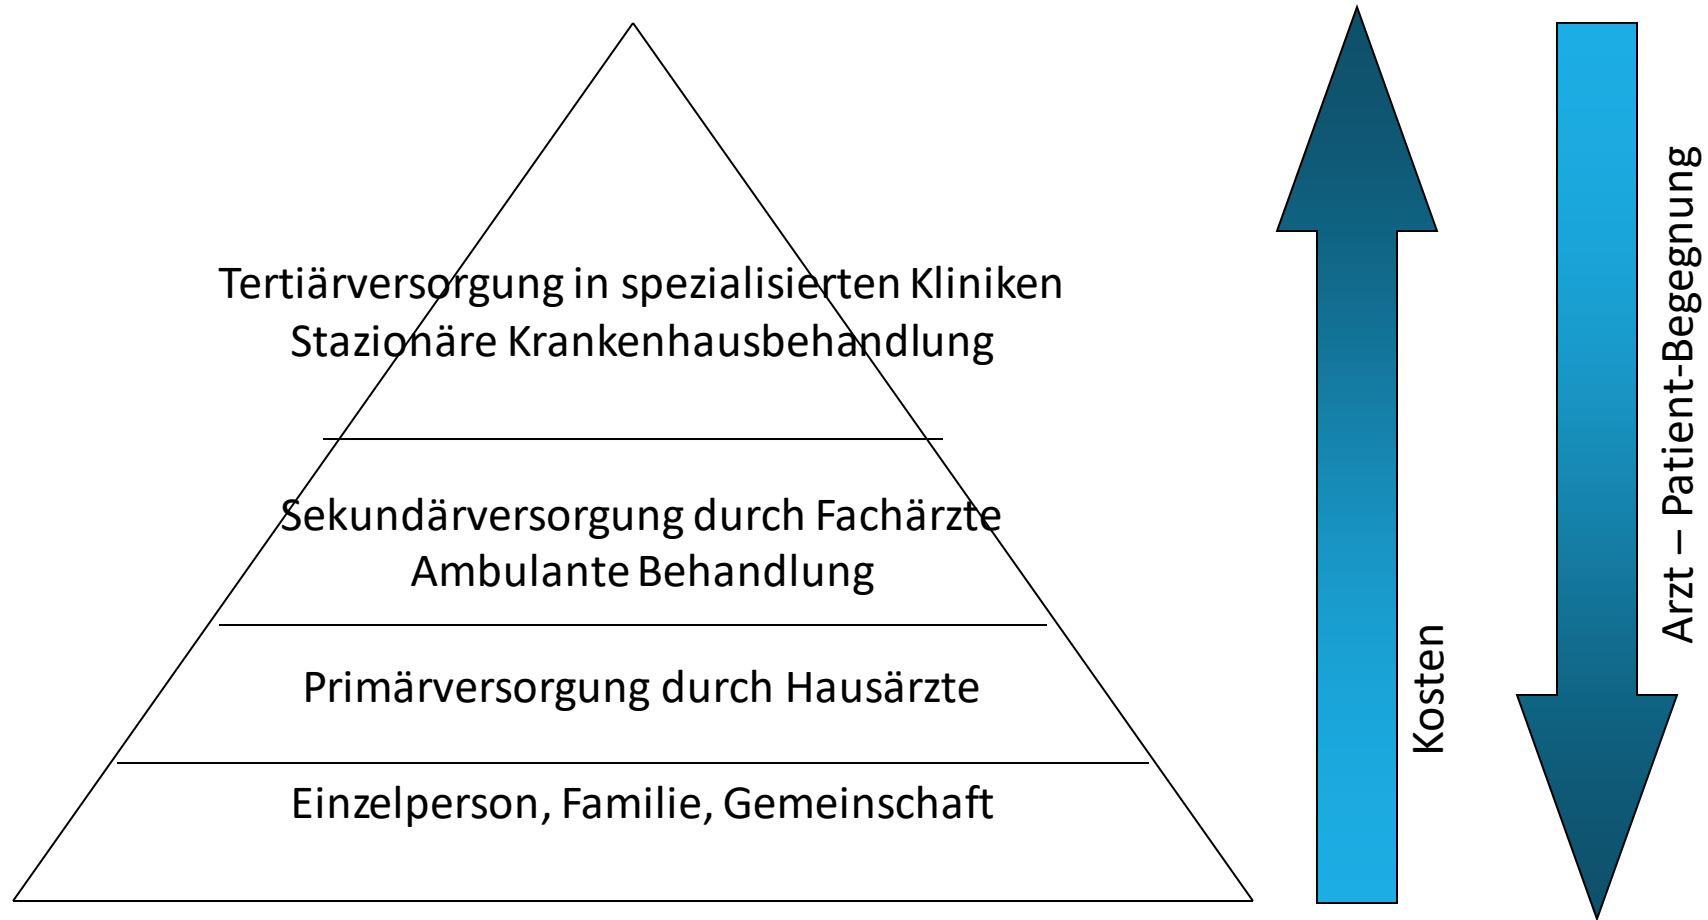 Tertiärversorgung in spezialisierten Kliniken
Stazionäre Krankenhausbehandlung
Sekundärversorgung durch Fachärzte
Ambulante Behandlung
Primärversorgung durch Hausärzte
Einzelperson, Familie, Gemeinschaft
Kosten
Arzt – Patient-Begegnung